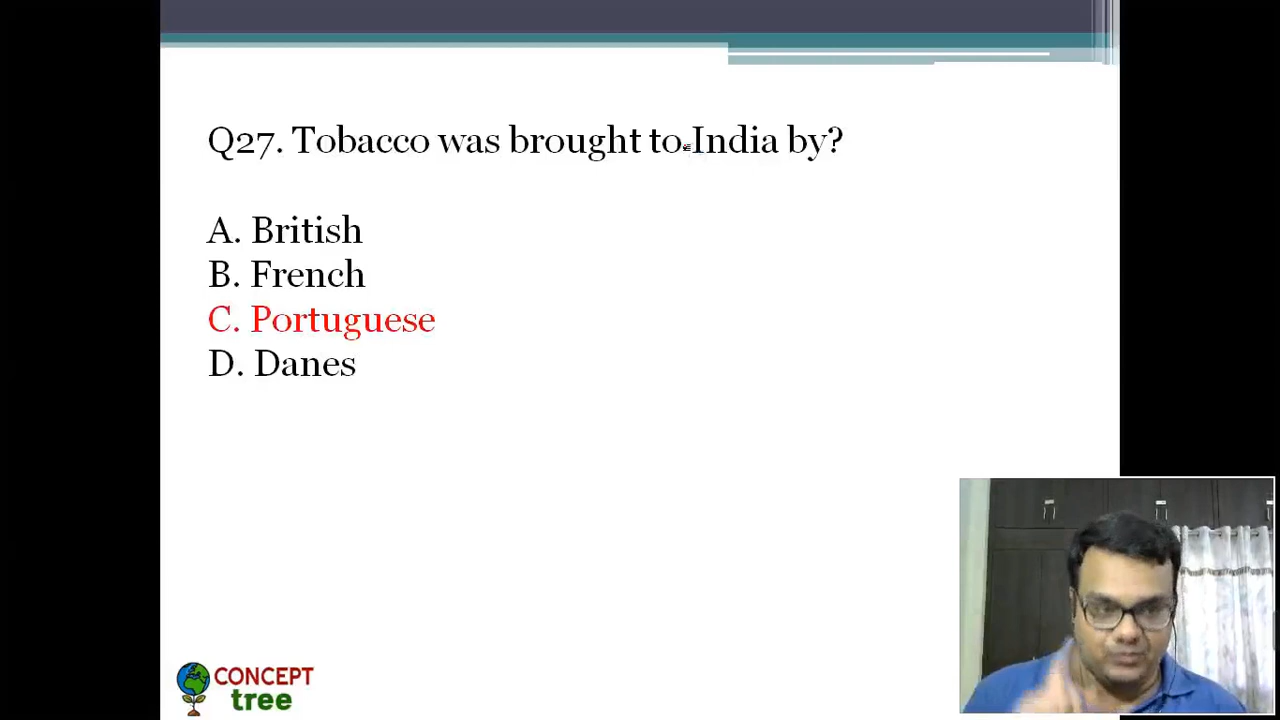 Q27. Tobacco was brought to India by?
A. British
B. French
C. Portuguese
D. Danes
CONCEPT
tree